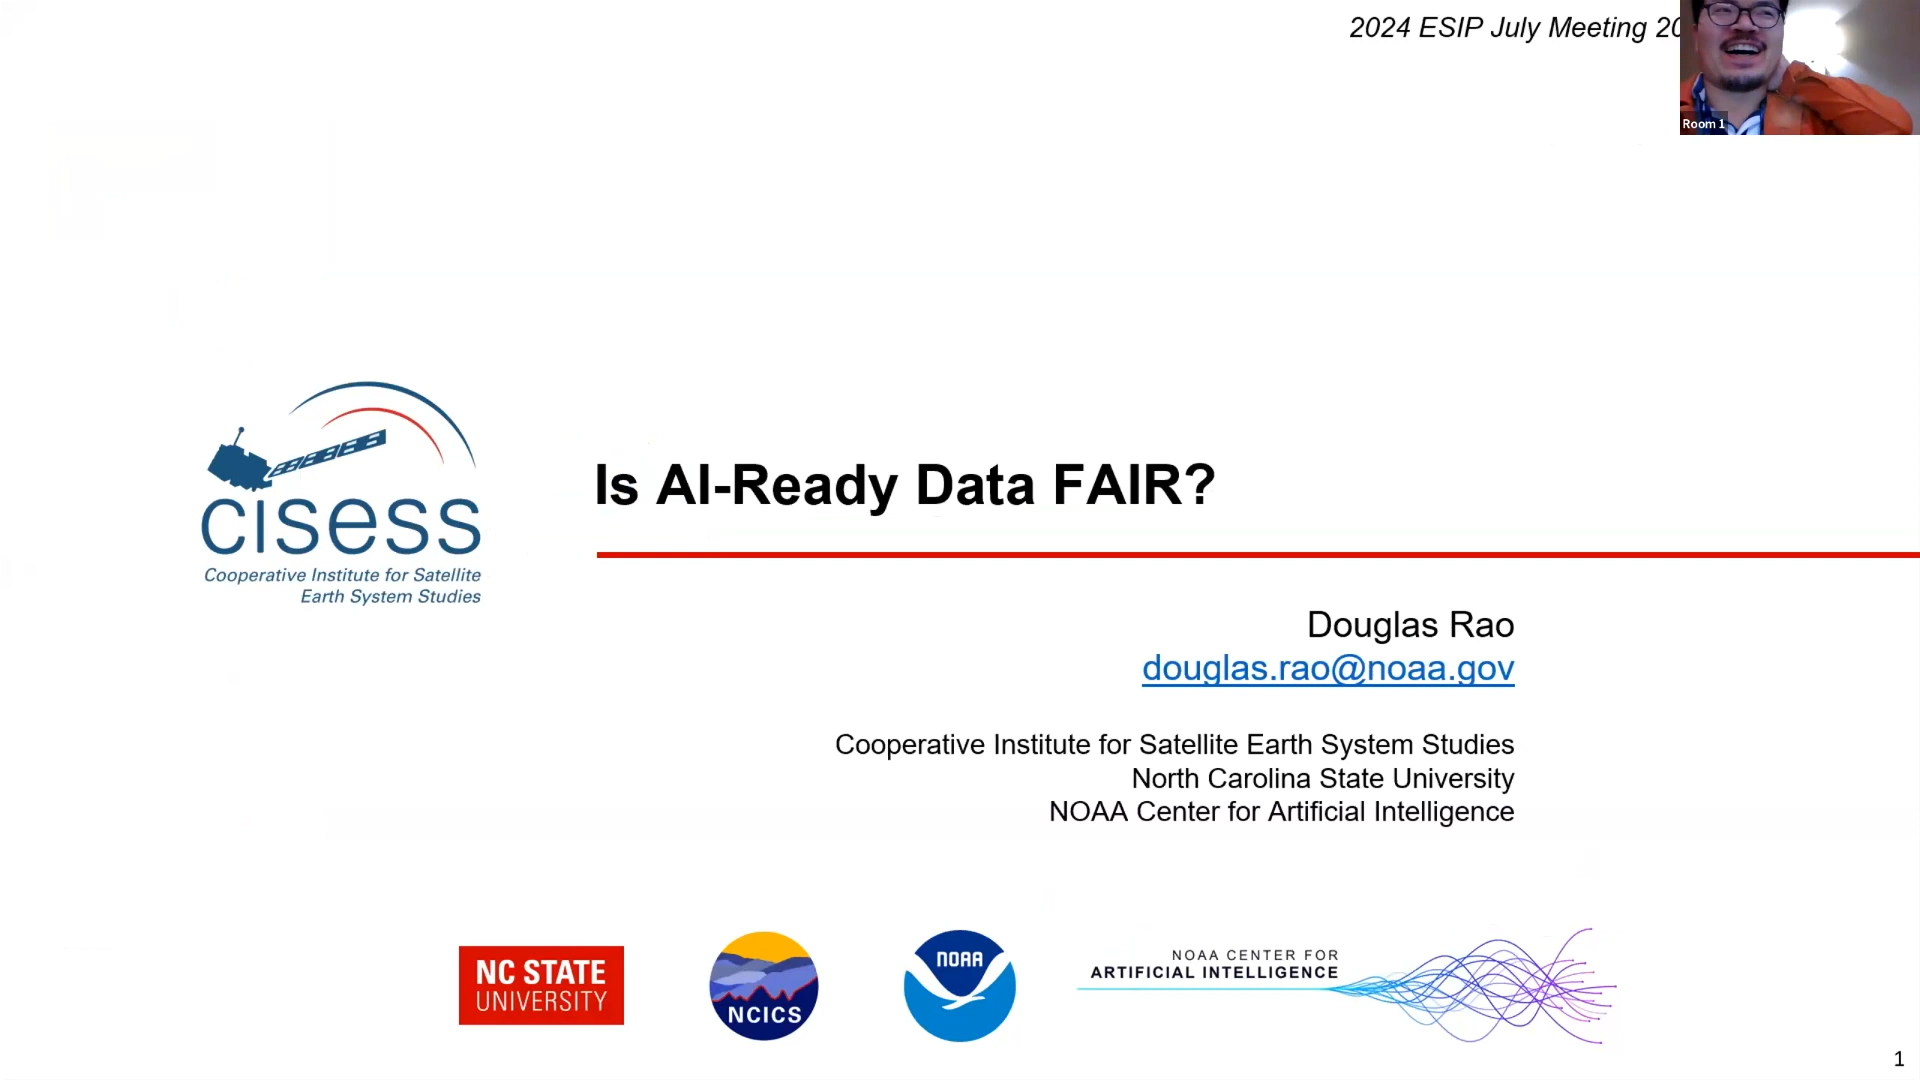 2024 ESIP July Meeting
Room 1
cisess
Cooperative Institute for Satellite
Earth System Studies
Is AI-Ready Data FAIR?
Douglas Rao
douglas.rao@noaa.gov
Cooperative Institute for Satellite Earth System Studies
North Carolina State University
NOAA Center for Artificial Intelligence
NC STATE
UNIVERSITY
NCICS
NOAA
NOAA CENTER FOR
ARTIFICIAL INTELLIGENCE
1